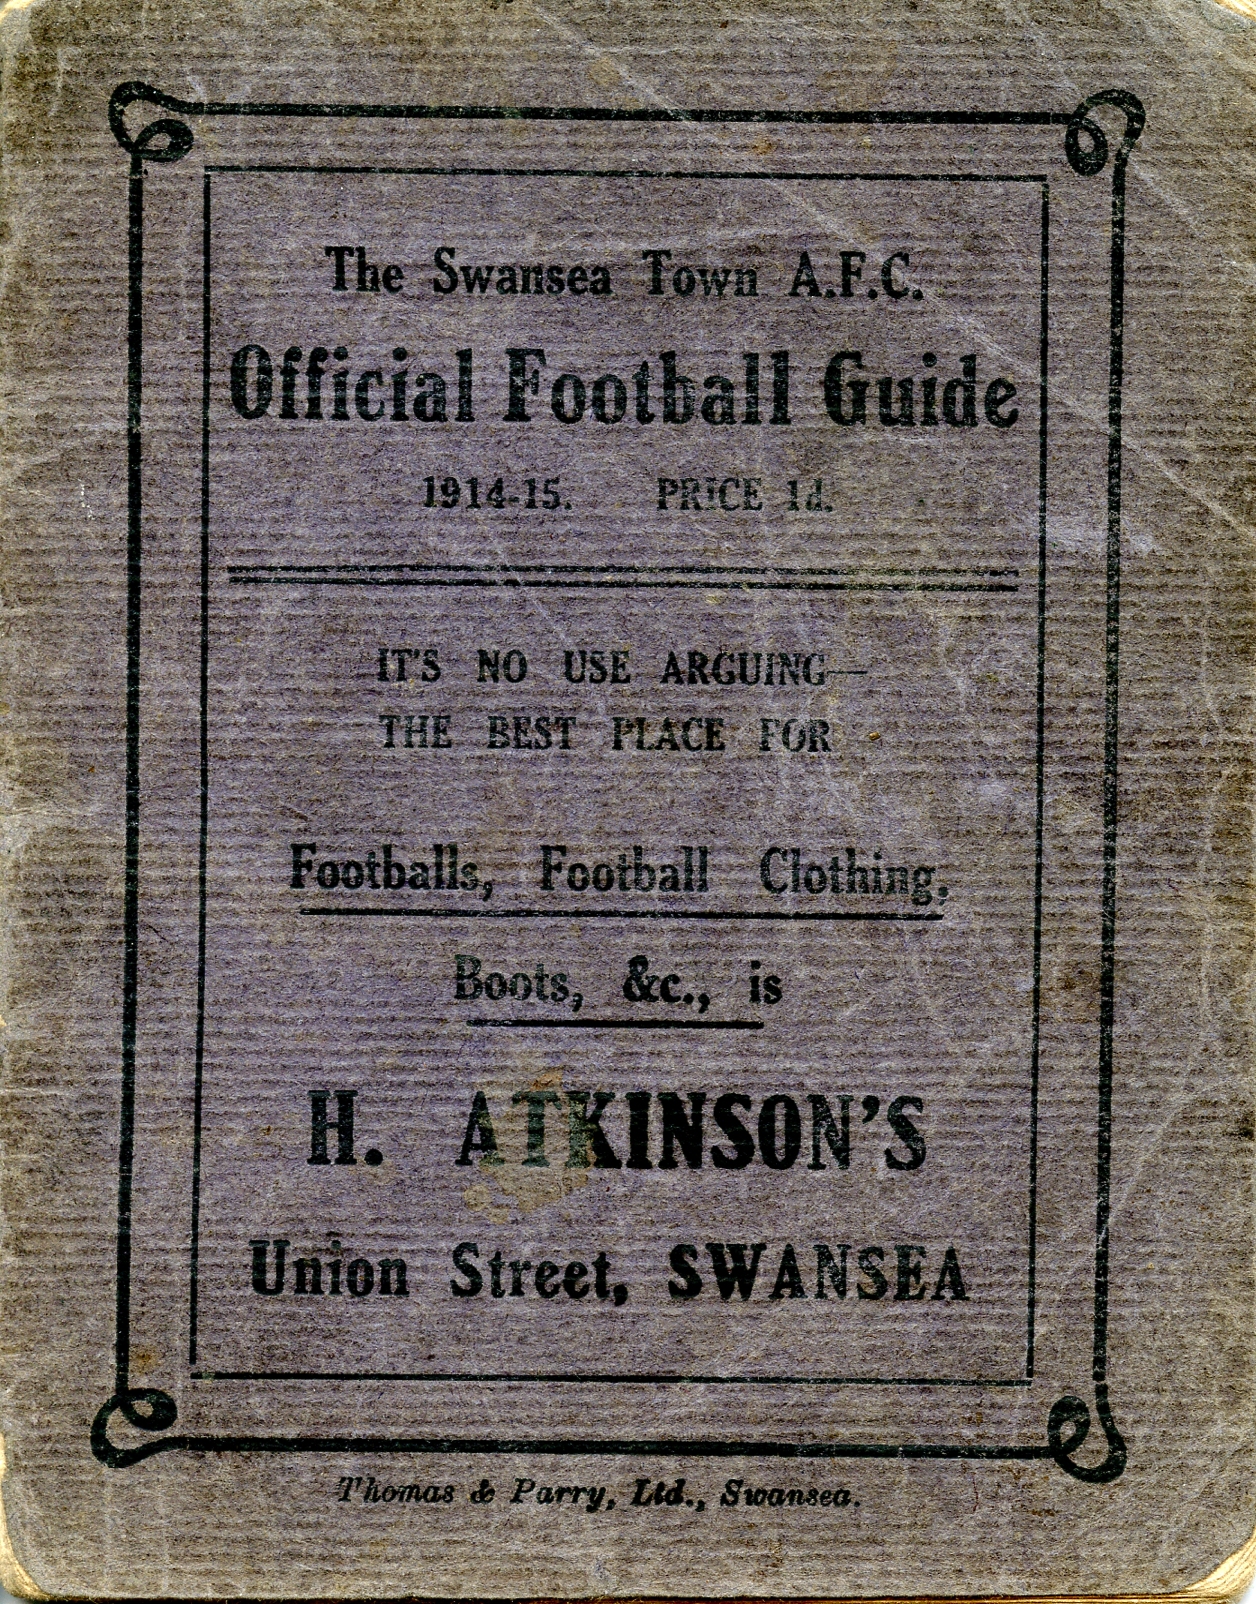 The Swansea Town A.F.C.
Official Football Guide
1914-15. PRICE 1d.
IT'S NO USE ARGUING—
THE BEST PLACE FOR
Footballs, Football Clothing,
Boots, &c., is
H. ATKINSON'S
Union Street, SWANSEA
Thomas & Parry, Ltd., Swansea.